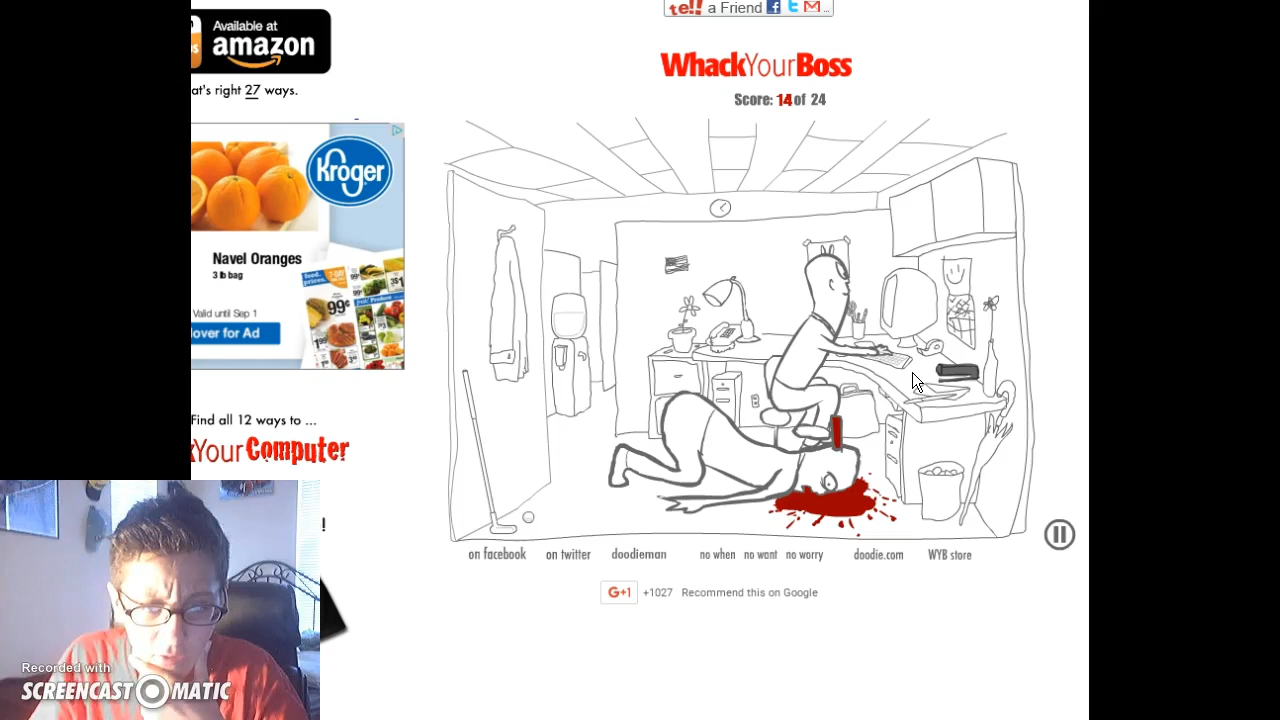 te!! a Friend
Available at
amazon
at's right 27 ways.
WhackYourBoss
Score: 14 of 24
Kroger
Navel Oranges
3 lb bag
Valid until Sep 1
over for Ad
99¢
Find all 12 ways to ...
Your Computer
!
on facebook on twitter doodieman no when no want no worry doodie.com WYB store
G+1 +1027 Recommend this on Google
Recorded with
SCREENCAST MATIC